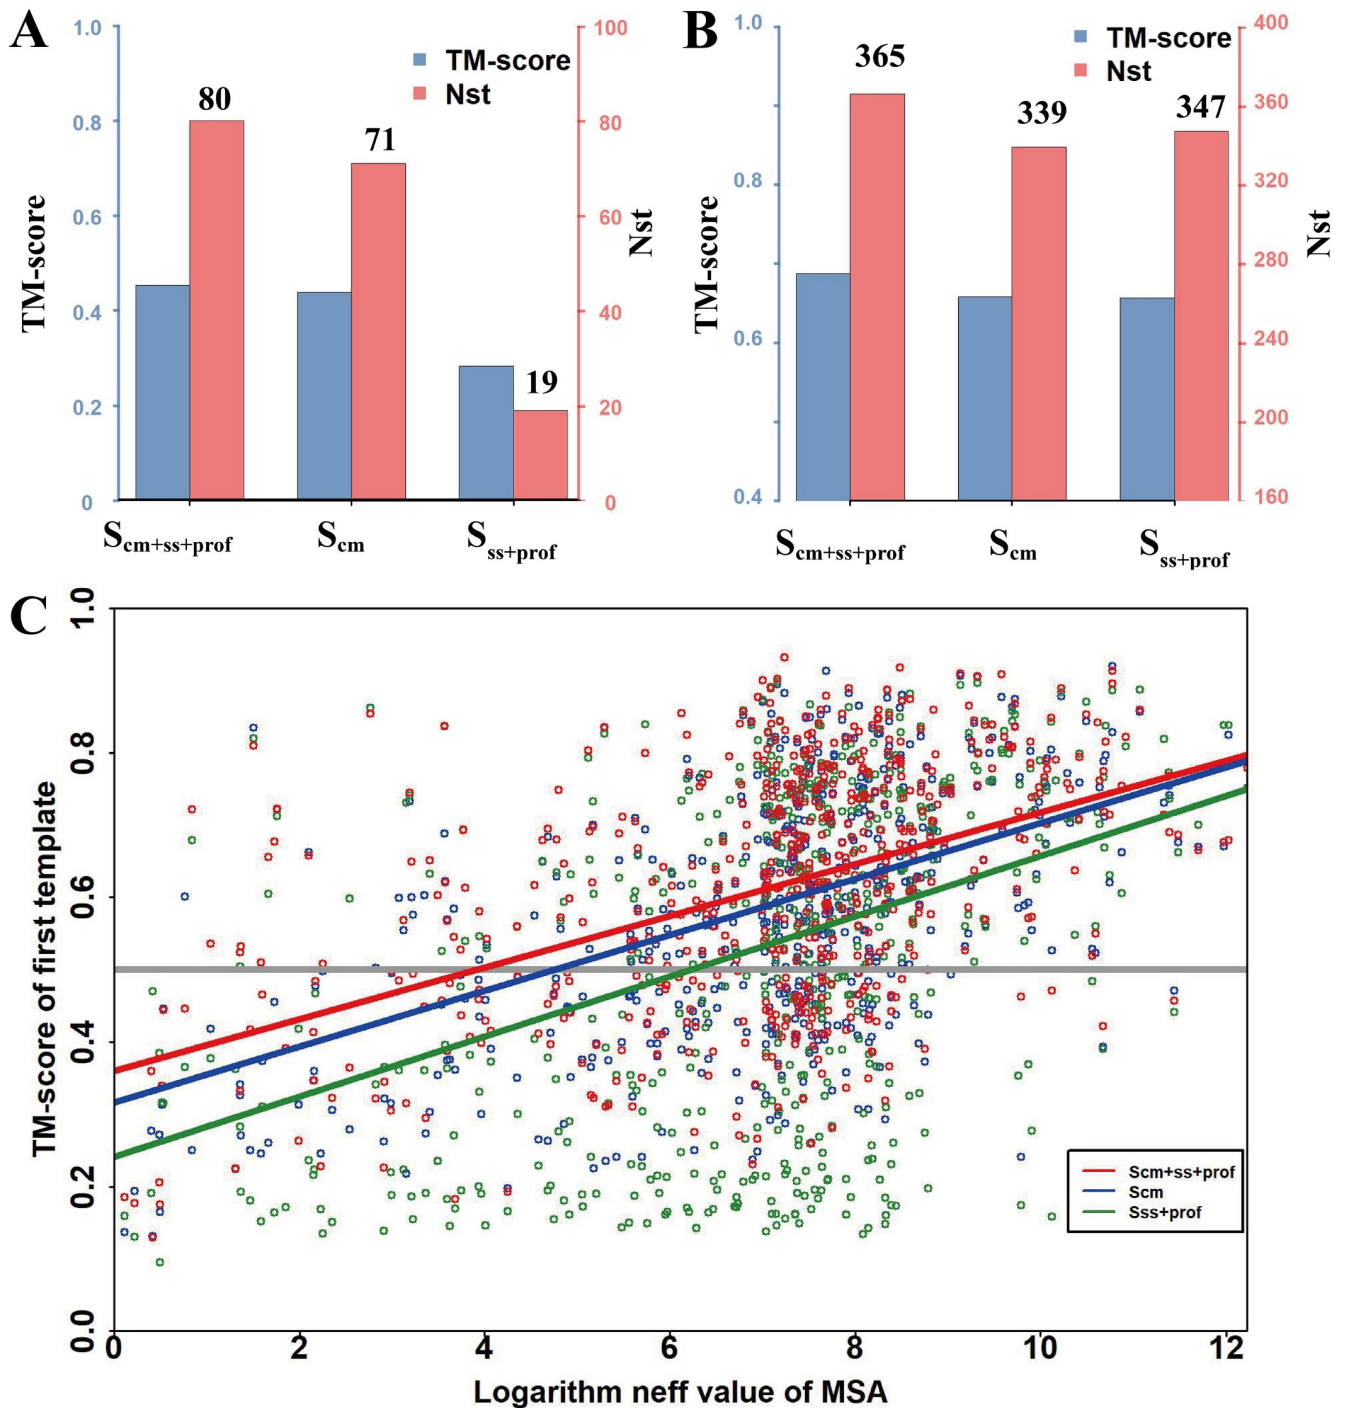 A
1.0
0.8
0.6
0.4
0.2
0
TM-score
100
80
60
40
20
0
Nst
TM-score
Nst
80
71
19
Scm+ss+prof
Scm
Sss+prof
B
1.0
0.8
0.6
0.4
TM-score
400
360
320
280
240
200
160
Nst
TM-score
Nst
365
339
347
Scm+ss+prof
Scm
Sss+prof
C
1.0
0.8
0.6
0.4
0.2
0.0
TM-score of first template
Scm+ss+prof
Scm
Sss+prof
0 2 4 6 8 10 12
Logarithm neff value of MSA